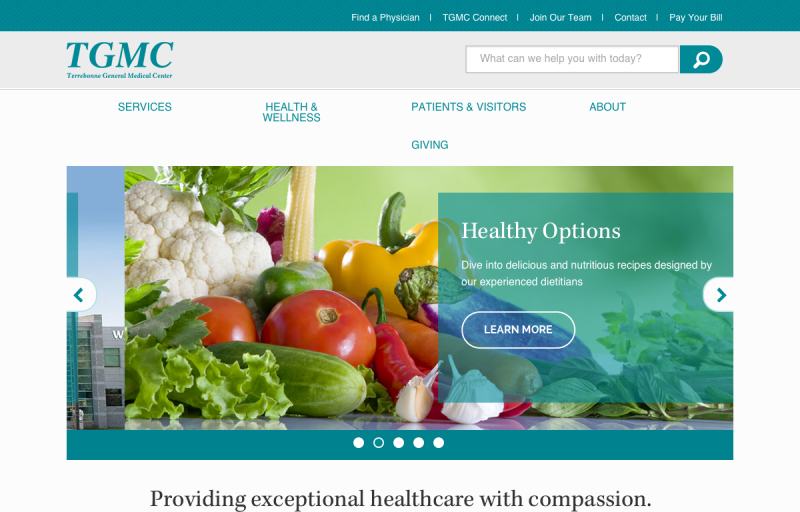 Find a Physician | TGMC Connect | Join Our Team | Contact | Pay Your Bill
TGMC
Terrebonne General Medical Center
What can we help you with today?
SERVICES
HEALTH &
WELLNESS
PATIENTS & VISITORS
ABOUT
GIVING
W
Healthy Options
Dive into delicious and nutritious recipes designed by
our experienced dietitians
LEARN MORE
Providing exceptional healthcare with compassion.